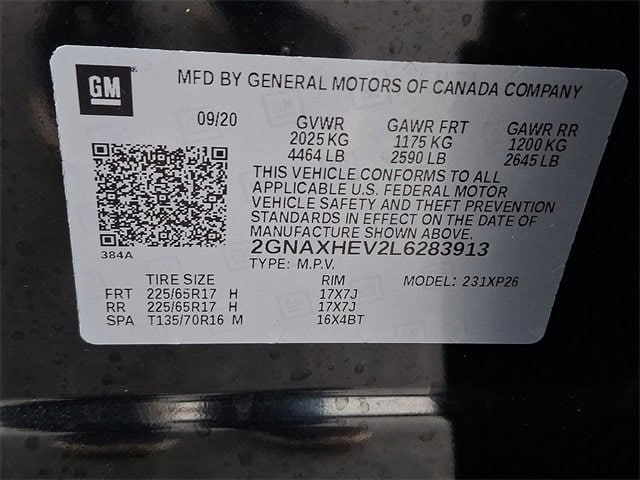 GM
MFD BY GENERAL MOTORS OF CANADA COMPANY
09/20 GVWR GAWR FRT GAWR RR
2025 KG 1175 KG 1200 KG
4464 LB 2590 LB 2645 LB
THIS VEHICLE CONFORMS TO ALL
APPLICABLE U.S. FEDERAL MOTOR
VEHICLE SAFETY AND THEFT PREVENTION
STANDARDS IN EFFECT ON THE DATE OF
MANUFACTURE SHOWN ABOVE.
384A
2GNAXHEV2L6283913
TYPE: M.P.V.
TIRE SIZE RIM MODEL: 231XP26
FRT 225/65R17 H 17X7J
RR 225/65R17 H 17X7J
SPA T135/70R16 M 16X4BT